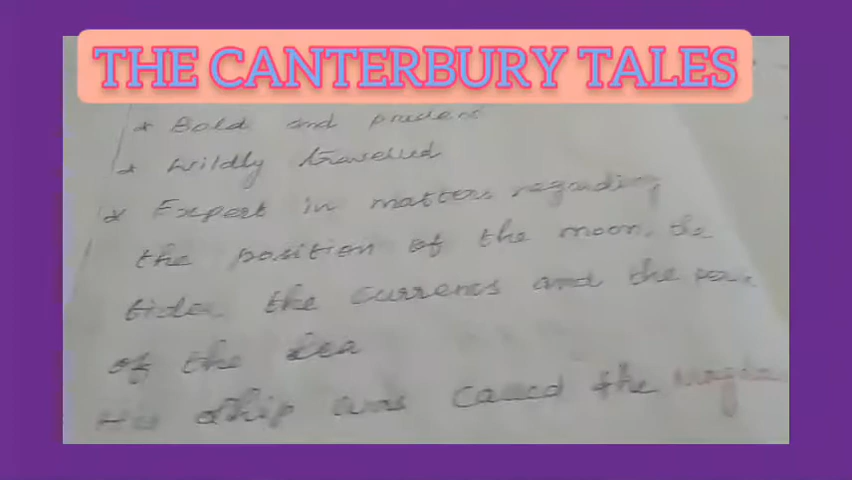 THE CANTERBURY TALES
* Bold and prudent
* Wildly travelled
* Expert in matters regarding
the position of the moon, the
tides, the currents and the
of the sea
His ship was called the